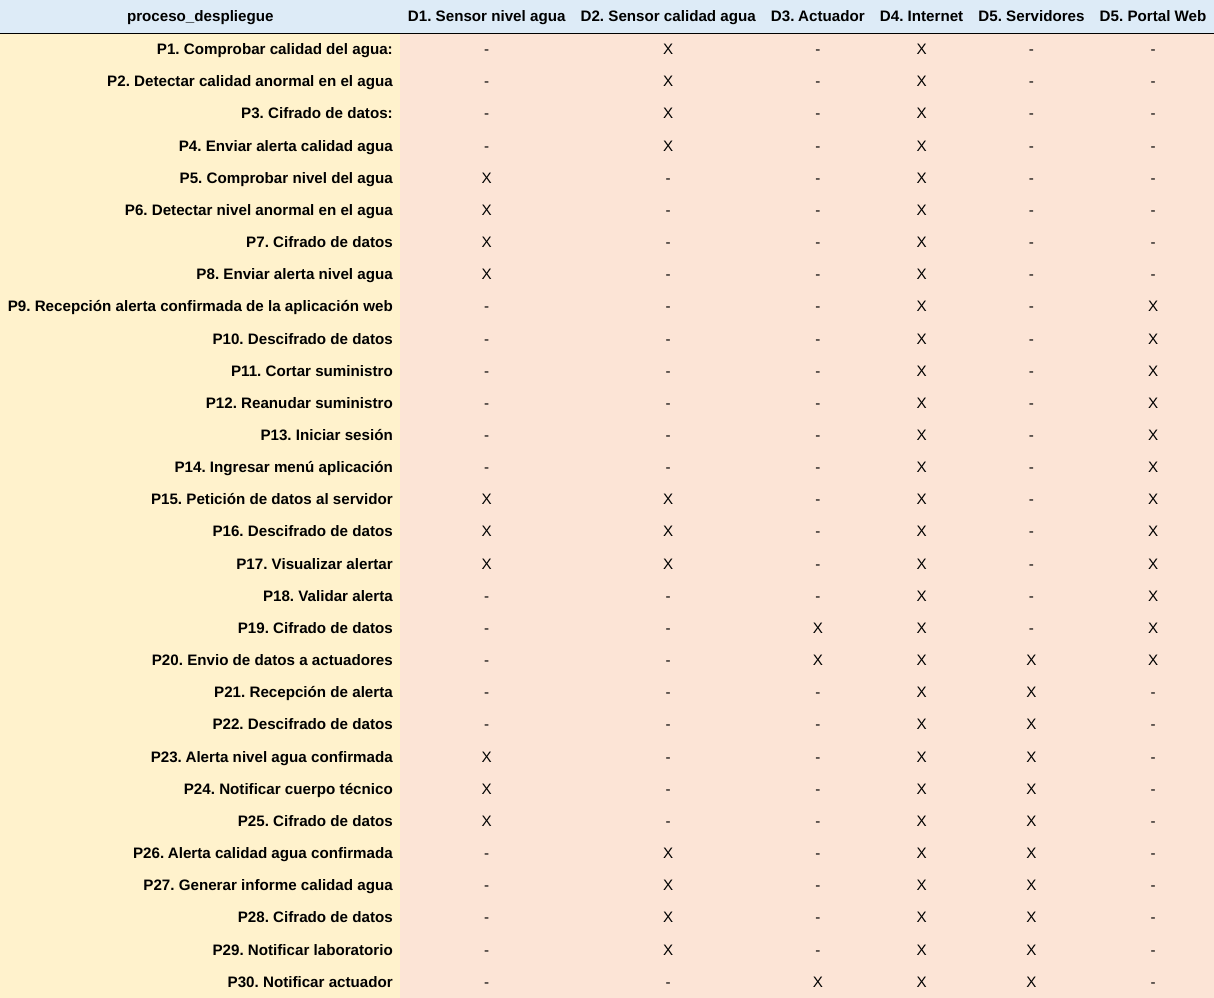 proceso_despliegue D1. Sensor nivel agua D2. Sensor calidad agua D3. Actuador D4. Internet D5. Servidores D5. Portal Web
P1. Comprobar calidad del agua: - X - X - -
P2. Detectar calidad anormal en el agua - X - X - -
P3. Cifrado de datos: - X - X - -
P4. Enviar alerta calidad agua - X - X - -
P5. Comprobar nivel del agua X - - X - -
P6. Detectar nivel anormal en el agua X - - X - -
P7. Cifrado de datos X - - X - -
P8. Enviar alerta nivel agua X - - X - -
P9. Recepción alerta confirmada de la aplicación web - - - X - X
P10. Descifrado de datos - - - X - X
P11. Cortar suministro - - - X - X
P12. Reanudar suministro - - - X - X
P13. Iniciar sesión - - - X - X
P14. Ingresar menú aplicación - - - X - X
P15. Petición de datos al servidor X X - X - X
P16. Descifrado de datos X X - X - X
P17. Visualizar alertar X X - X - X
P18. Validar alerta - - - X - X
P19. Cifrado de datos - - X X - X
P20. Envio de datos a actuadores - - X X X X
P21. Recepción de alerta - - - X X -
P22. Descifrado de datos - - - X X -
P23. Alerta nivel agua confirmada X - - X X -
P24. Notificar cuerpo técnico X - - X X -
P25. Cifrado de datos X - - X X -
P26. Alerta calidad agua confirmada - X - X X -
P27. Generar informe calidad agua - X - X X -
P28. Cifrado de datos - X - X X -
P29. Notificar laboratorio - X - X X -
P30. Notificar actuador - - X X X -